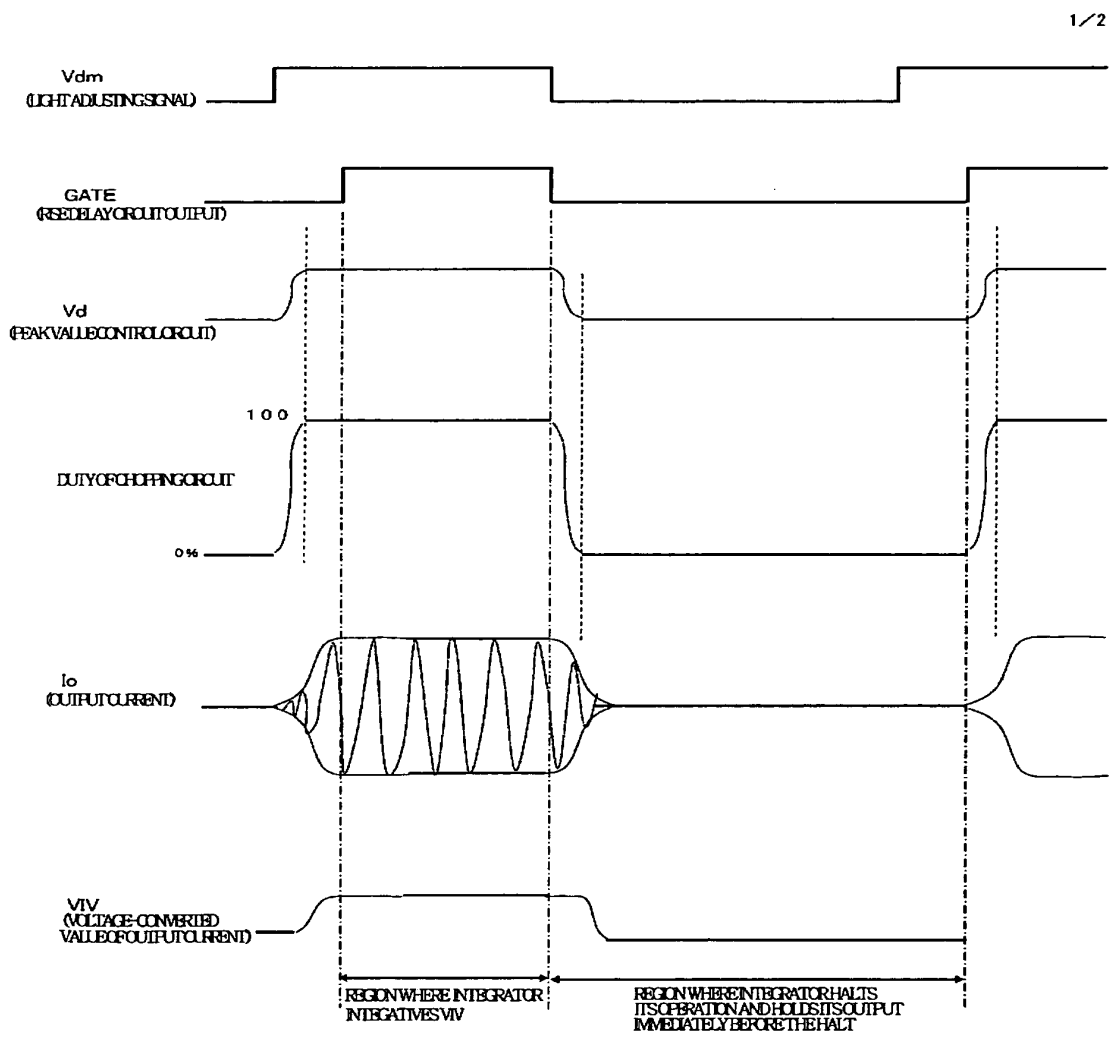 1/2
Vdm
(LIGHT ADJUSTING SIGNAL)
GATE
(RISE DELAY CIRCUIT OUTPUT)
Vd
(PEAK VALUE CONTROL CIRCUIT)
100
DUTY OF CHOPPING CIRCUIT
0%
Io
(OUTPUT CURRENT)
VIV
(VOLTAGE-CONVERTED
VALUE OF OUTPUT CURRENT)
REGION WHERE INTEGRATOR
INTEGATIVES VIV
REGION WHERE INTEGRATOR HALTS
ITS OPERATION AND HOLDS ITS OUTPUT
IMMEDIATELY BEFORE THE HALT